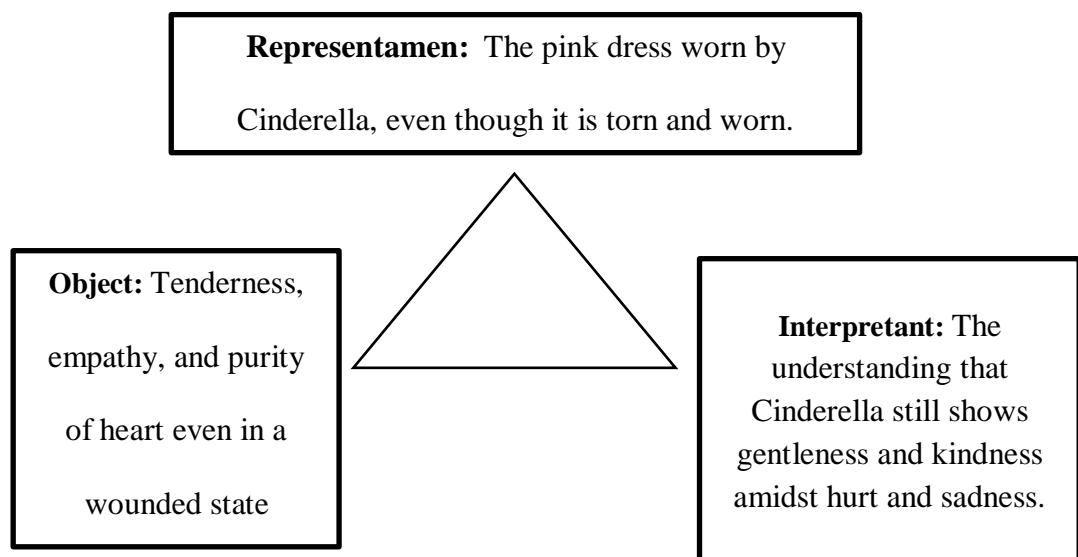 Representamen: The pink dress worn by
Cinderella, even though it is torn and worn.
Object: Tenderness,
empathy, and purity
of heart even in a
wounded state
Interpretant: The
understanding that
Cinderella still shows
gentleness and kindness
amidst hurt and sadness.